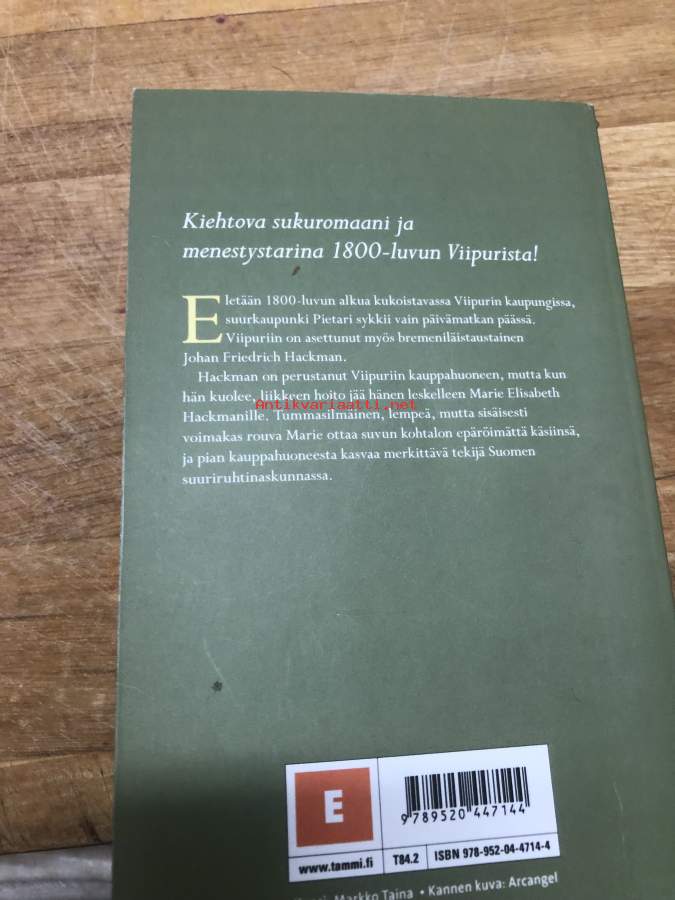 Kiehtova sukuromaani ja
menestystarina 1800-luvun Viipurista!
Eletään 1800-luvun alkua kukoistavassa Viipurin kaupungissa,
suurkaupunki Pietari sykkii vain päivämatkan päässä.
Viipuriin on asettunut myös bremeniläistaustainen
Johan Friedrich Hackman.
Hackman on perustanut Viipuriin kauppahuoneen, mutta kun
hän kuolee, liikkeen hoito jää hänen leskelleen Marie Elisabeth
Antikvariaatti.net
Hackmanille. Tummasilmäinen, lempeä, mutta sisäisesti
voimakas rouva Marie ottaa suvun kohtalon epäröimättä käsiinsä,
ja pian kauppahuoneesta kasvaa merkittävä tekijä Suomen
suuriruhtinaskunnassa.
E
9 789520 447144
www.tammi.fi T84.2 ISBN 978-952-04-4714-4
Markko Taina • Kannen kuva: Arcangel